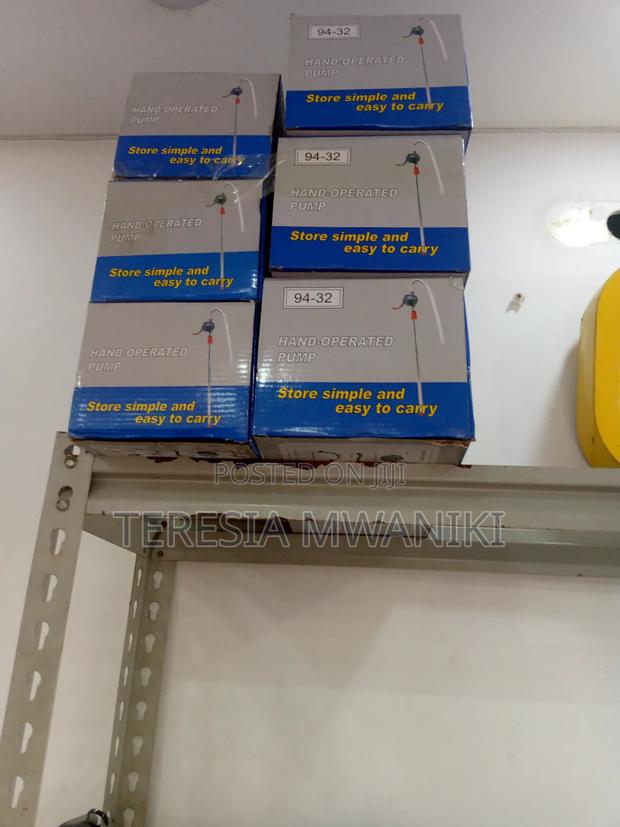 94-32
HAND-OPERATED
PUMP
Store simple and
easy to carry
HAND-OPERATED
PUMP
Store simple and
easy to carry
94-32
HAND-OPERATED
PUMP
Store simple and
easy to carry
HAND-OPERATED
PUMP
Store simple and
easy to carry
94-32
HAND-OPERATED
PUMP
Store simple and
easy to carry
HAND-OPERATED
PUMP
Store simple and
easy to carry
POSTED ON JIJI
TERESIA MWANIKI